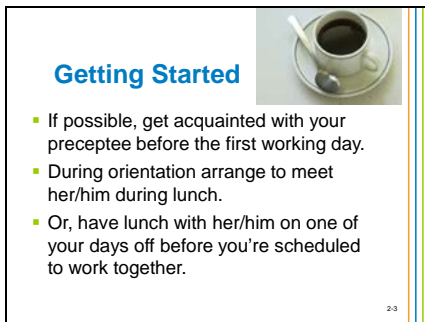 Getting Started
▪ If possible, get acquainted with your
preceptee before the first working day.
▪ During orientation arrange to meet
her/him during lunch.
▪ Or, have lunch with her/him on one of
your days off before you're scheduled
to work together.
2-3